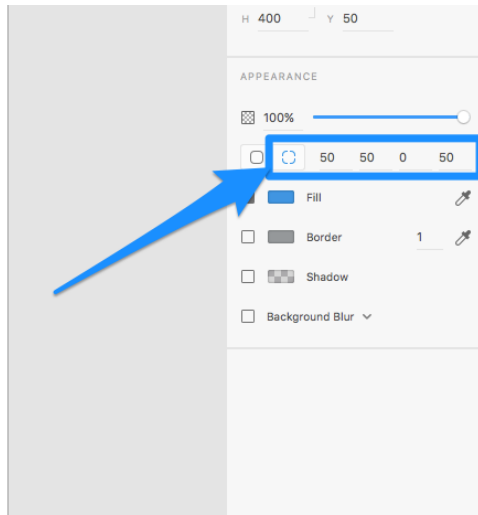 H 400 Y 50
APPEARANCE
100%
50 50 0 50
Fill
Border 1
Shadow
Background Blur